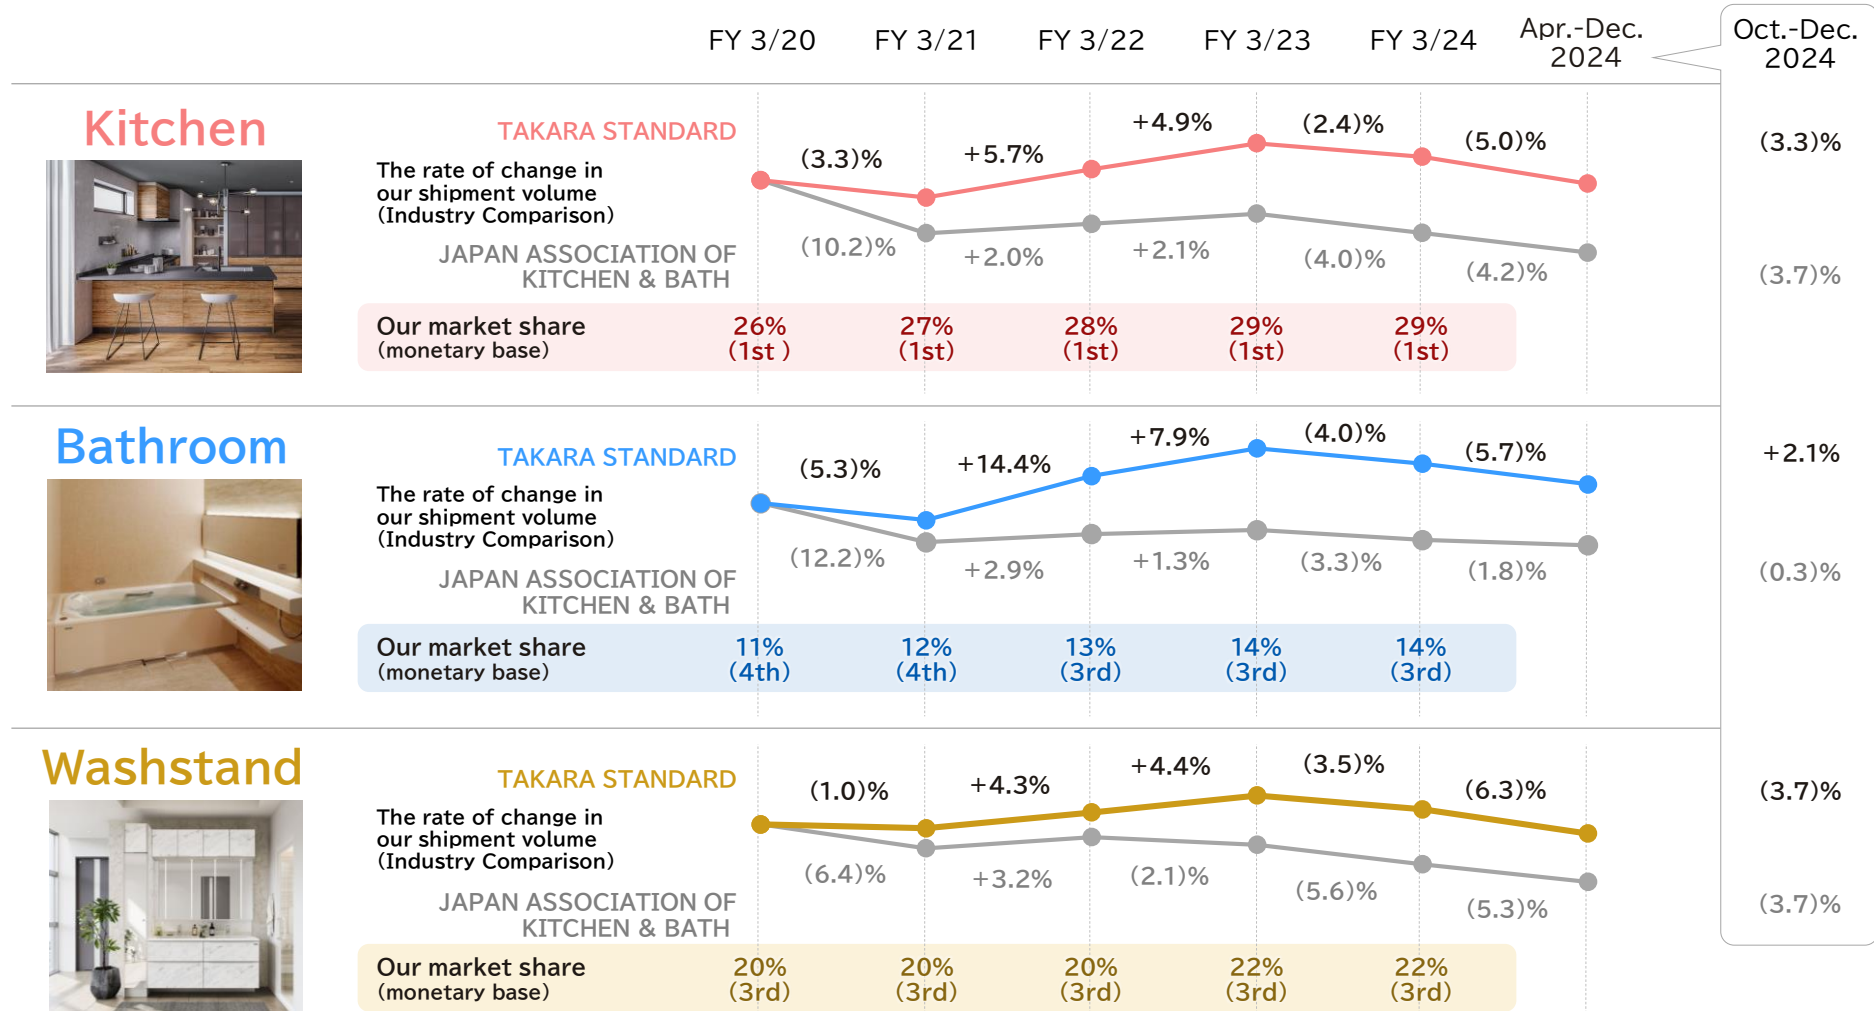 FY 3/20 FY 3/21 FY 3/22 FY 3/23 FY 3/24 Apr.-Dec. 2024 Oct.-Dec. 2024
Kitchen
TAKARA STANDARD
The rate of change in
our shipment volume
(Industry Comparison)
JAPAN ASSOCIATION OF
KITCHEN & BATH
(3.3)% +5.7% +4.9% (2.4)% (5.0)% (3.3)%
(10.2)% +2.0% +2.1% (4.0)% (4.2)% (3.7)%
Our market share
(monetary base)
26% 27% 28% 29% 29%
(1st ) (1st) (1st) (1st) (1st)
Bathroom
TAKARA STANDARD
The rate of change in
our shipment volume
(Industry Comparison)
JAPAN ASSOCIATION OF
KITCHEN & BATH
(5.3)% +14.4% +7.9% (4.0)% (5.7)% +2.1%
(12.2)% +2.9% +1.3% (3.3)% (1.8)% (0.3)%
Our market share
(monetary base)
11% 12% 13% 14% 14%
(4th) (4th) (3rd) (3rd) (3rd)
Washstand
TAKARA STANDARD
The rate of change in
our shipment volume
(Industry Comparison)
JAPAN ASSOCIATION OF
KITCHEN & BATH
(1.0)% +4.3% +4.4% (3.5)% (6.3)% (3.7)%
(6.4)% +3.2% (2.1)% (5.6)% (5.3)% (3.7)%
Our market share
(monetary base)
20% 20% 20% 22% 22%
(3rd) (3rd) (3rd) (3rd) (3rd)